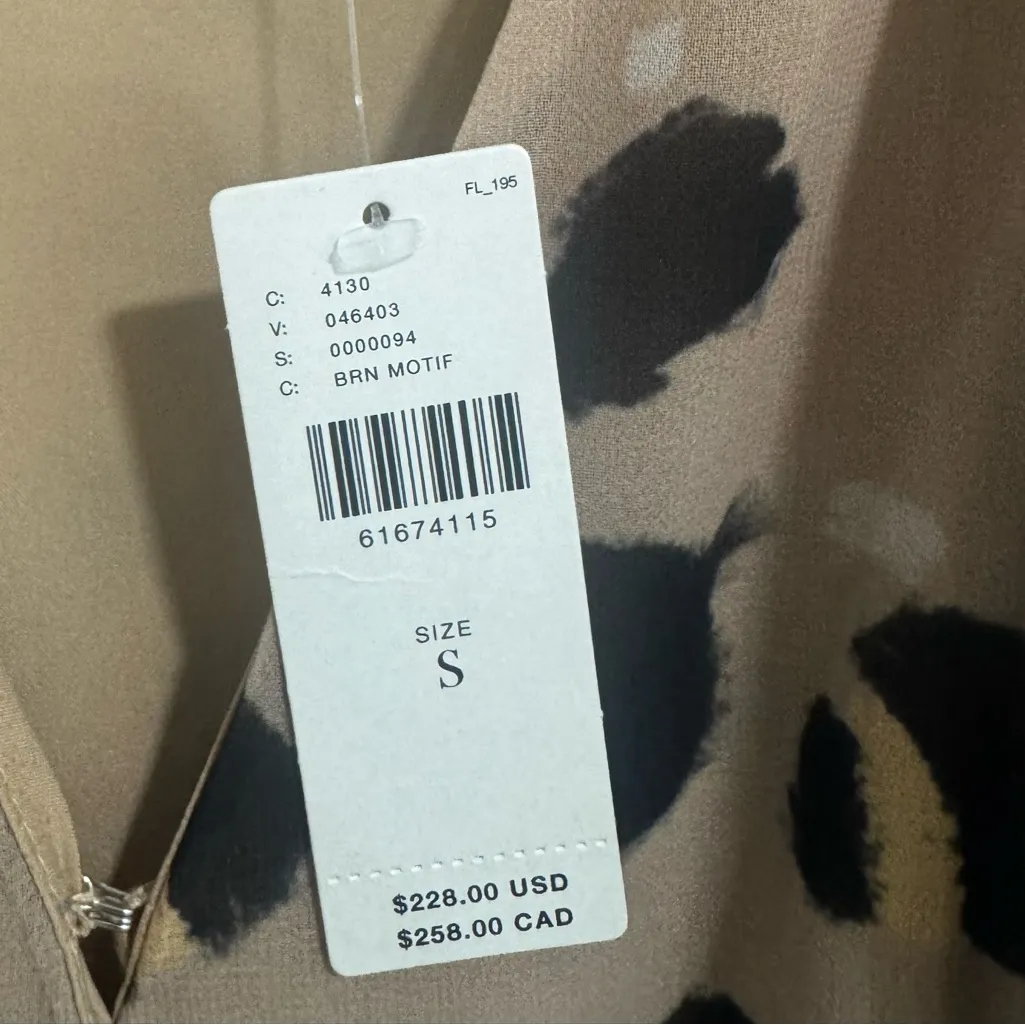 FL_195
C: 4130
V: 046403
S: 0000094
C: BRN MOTIF
61674115
SIZE
S
$228.00 USD
$258.00 CAD